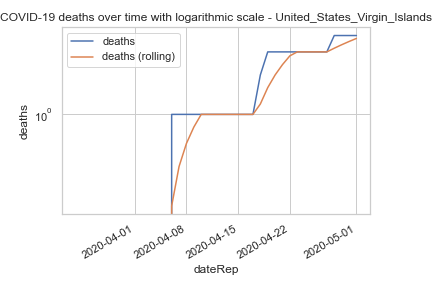 COVID-19 deaths over time with logarithmic scale - United_States_Virgin_Islands
deaths
deaths (rolling)
deaths
10⁰
2020-04-01
2020-04-08
2020-04-15
2020-04-22
2020-05-01
dateRep